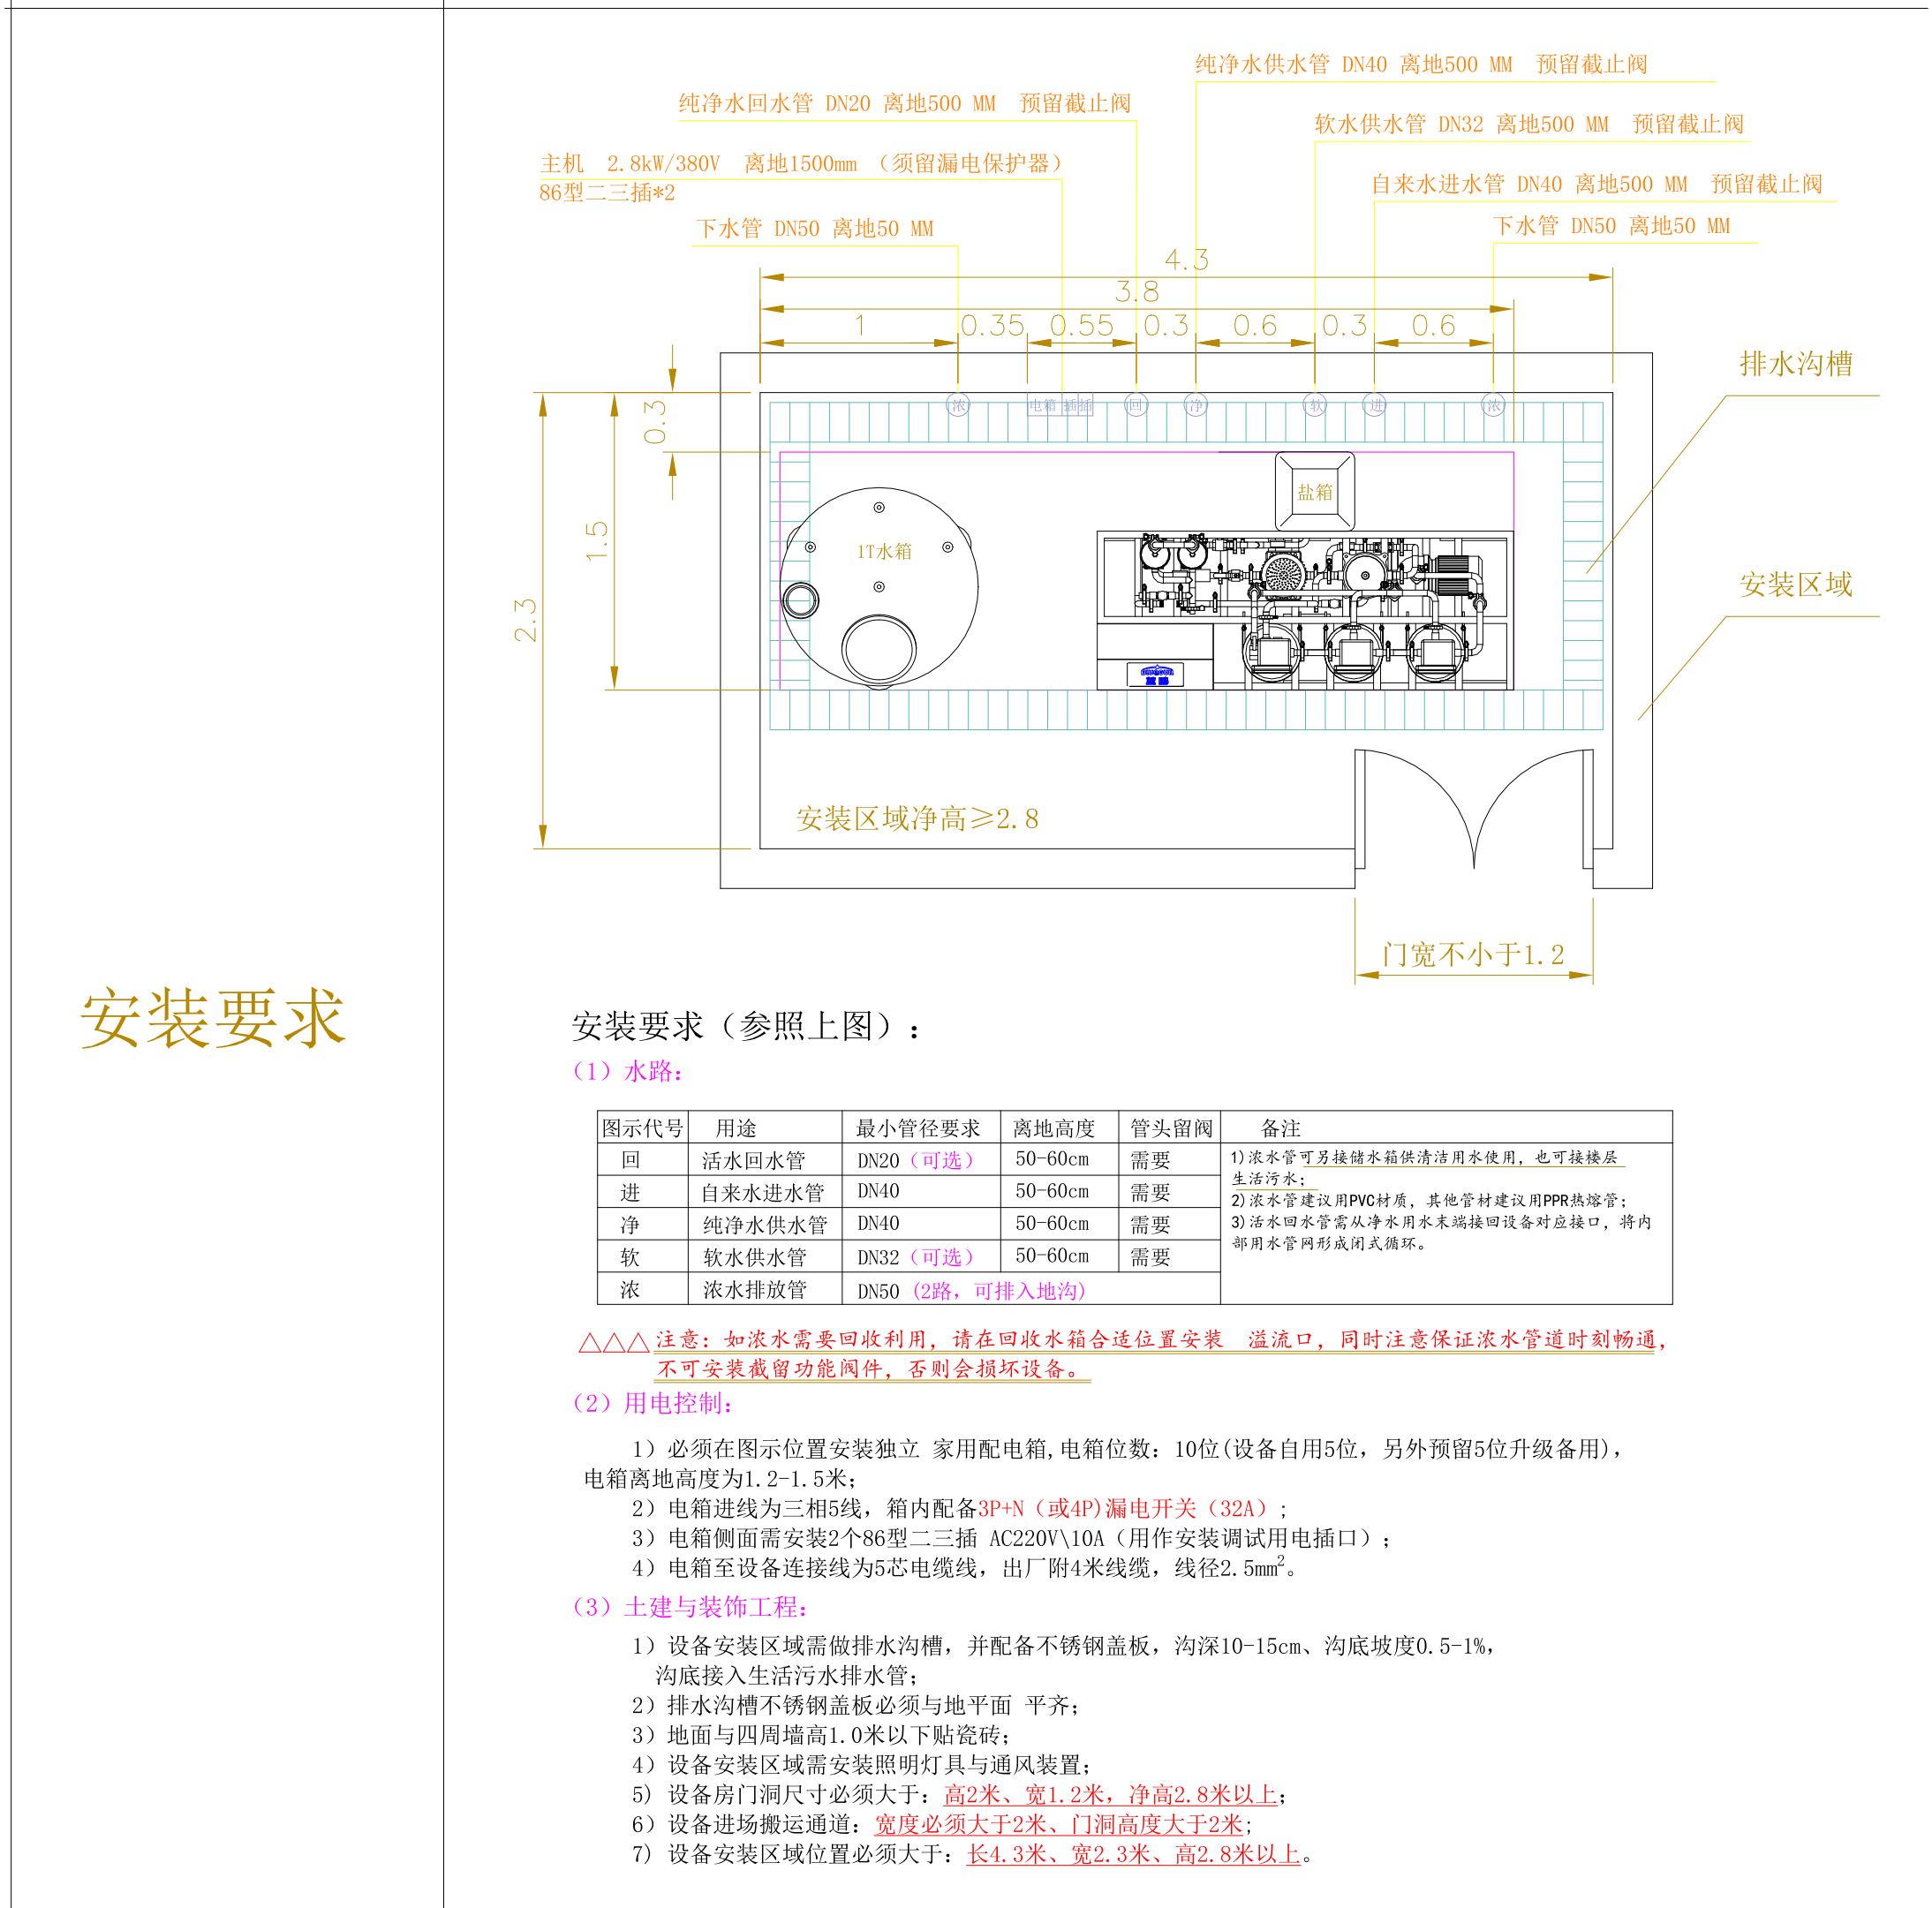 纯净水供水管 DN40 离地500 MM 预留截止阀
纯净水回水管 DN20 离地500 MM 预留截止阀
软水供水管 DN32 离地500 MM 预留截止阀
主机 2.8kW/380V 离地1500mm （须留漏电保护器）
86型二三插*2
自来水进水管 DN40 离地500 MM 预留截止阀
下水管 DN50 离地50 MM
下水管 DN50 离地50 MM
4.3
3.8
1 0.35 0.55 0.3 0.6 0.3 0.6
排水沟槽
浓 电箱 插 插 回 净 软 进 浓
0.3
盐箱
1T水箱
1.5
安装区域
2.3
安装区域净高≥2.8
门宽不小于1.2
安装要求
安装要求（参照上图）：
（1）水路：
图示代号 用途 最小管径要求 离地高度 管头留阀 备注
回 活水回水管 DN20（可选） 50-60cm 需要
进 自来水进水管 DN40 50-60cm 需要
净 纯净水供水管 DN40 50-60cm 需要
软 软水供水管 DN32（可选） 50-60cm 需要
浓 浓水排放管 DN50（2路，可排入地沟）
1)浓水管可另接储水箱供清洁用水使用，也可接楼层
生活污水；
2)浓水管建议用PVC材质，其他管材建议用PPR热熔管；
3)活水回水管需从净水用水末端接回设备对应接口，将内
部用水管网形成闭式循环。
△△△注意：如浓水需要回收利用，请在回收水箱合适位置安装 溢流口，同时注意保证浓水管道时刻畅通，
不可安装截留功能阀件，否则会损坏设备。
（2）用电控制：
1）必须在图示位置安装独立 家用配电箱,电箱位数：10位(设备自用5位，另外预留5位升级备用)，
电箱离地高度为1.2-1.5米；
2）电箱进线为三相5线，箱内配备3P+N（或4P)漏电开关（32A）;
3）电箱侧面需安装2个86型二三插 AC220V\10A（用作安装调试用电插口）；
4）电箱至设备连接线为5芯电缆线，出厂附4米线缆，线径2.5mm²。
（3）土建与装饰工程：
1）设备安装区域需做排水沟槽，并配备不锈钢盖板，沟深10-15cm、沟底坡度0.5-1%，
沟底接入生活污水排水管；
2）排水沟槽不锈钢盖板必须与地平面 平齐；
3）地面与四周墙高1.0米以下贴瓷砖；
4）设备安装区域需安装照明灯具与通风装置；
5) 设备房门洞尺寸必须大于：高2米、宽1.2米，净高2.8米以上；
6）设备进场搬运通道：宽度必须大于2米、门洞高度大于2米;
7) 设备安装区域位置必须大于：长4.3米、宽2.3米、高2.8米以上。